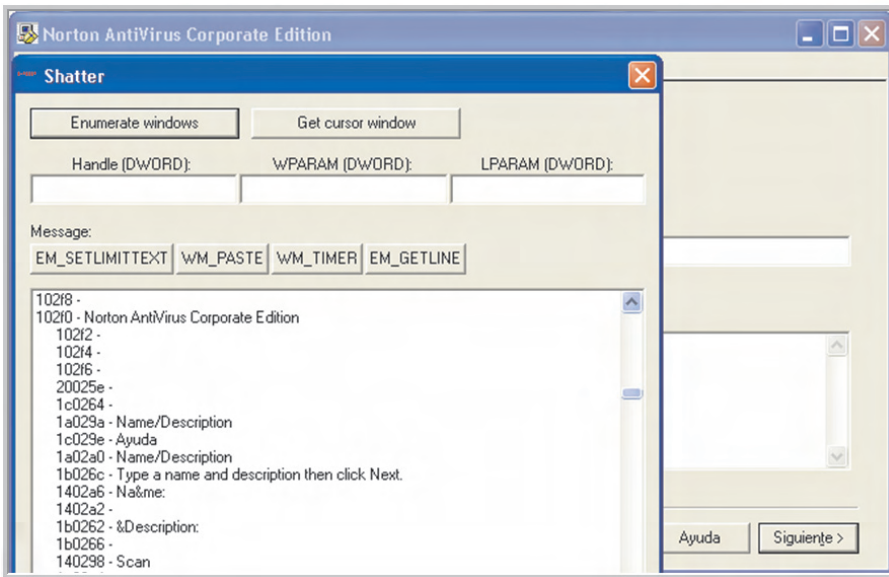 Norton AntiVirus Corporate Edition
Shatter
Enumerate windows Get cursor window
Handle (DWORD): WPARAM (DWORD): LPARAM (DWORD):
Message:
EM_SETLIMITTEXT WM_PASTE WM_TIMER EM_GETLINE
102f8 -
102f0 - Norton AntiVirus Corporate Edition
102f2 -
102f4 -
102f6 -
20025e -
1c0264 -
1a029a - Name/Description
1c029e - Ayuda
1a02a0 - Name/Description
1b026c - Type a name and description then click Next.
1402a6 - Na&me:
1402a2 -
1b0262 - &Description:
1b0266 -
140298 - Scan
Ayuda Siguiente >